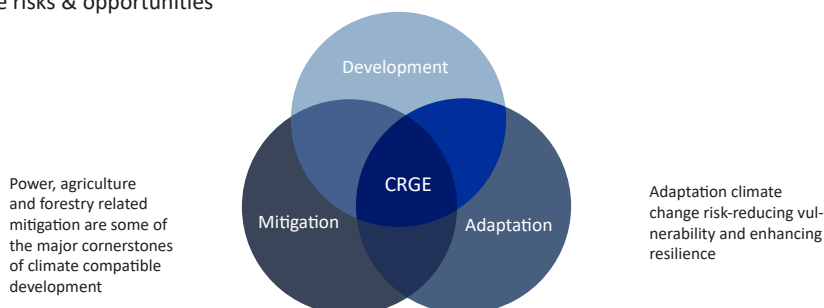 risks & opportunities
Development
CRGE
Mitigation
Adaptation
Power, agriculture
and forestry related
mitigation are some of
the major cornerstones
of climate compatible
development
Adaptation climate
change risk-reducing vul-
nerability and enhancing
resilience